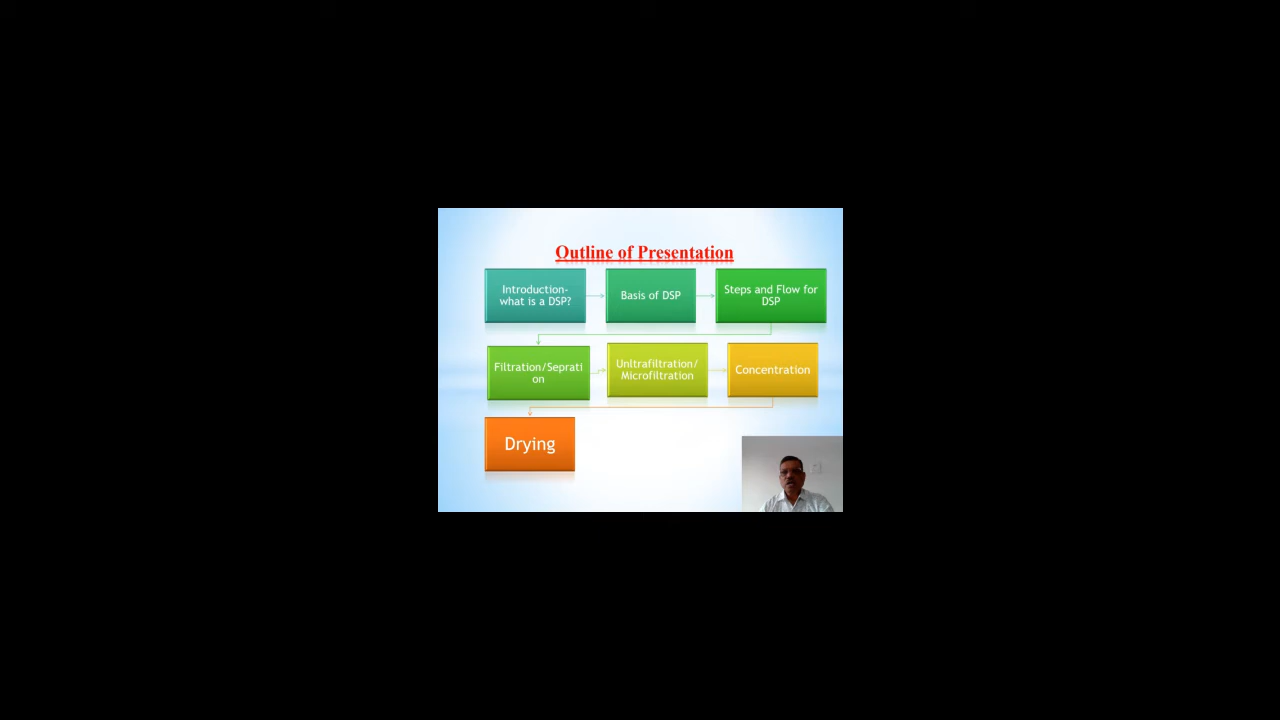 Outline of Presentation
Introduction-
what is a DSP?
Basis of DSP
Steps and Flow for
DSP
Filtration/Seprati
on
Unltrafiltration/
Microfiltration
Concentration
Drying